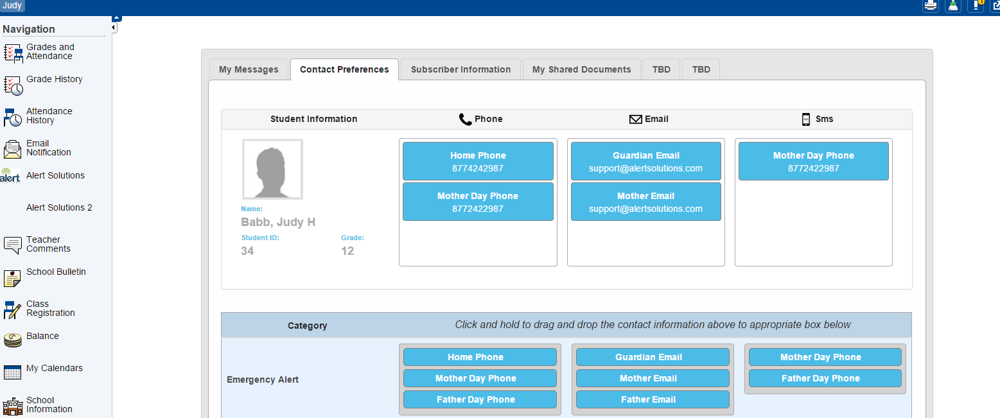 Judy
Navigation
Grades and
Attendance
Grade History
Attendance
History
Email
Notification
alert
Alert Solutions
Alert Solutions 2
Teacher
Comments
School Bulletin
Class
Registration
Balance
My Calendars
School
Information
My Messages
Contact Preferences
Subscriber Information
My Shared Documents
TBD
TBD
Student Information
Phone
Email
Sms
Name:
Babb, Judy H
Student ID:
Grade:
34
12
Home Phone
8774242987
Mother Day Phone
8772422987
Guardian Email
support@alertsolutions.com
Mother Email
support@alertsolutions.com
Mother Day Phone
8772422987
Category
Click and hold to drag and drop the contact information above to appropriate box below
Emergency Alert
Home Phone
Mother Day Phone
Father Day Phone
Guardian Email
Mother Email
Father Email
Mother Day Phone
Father Day Phone